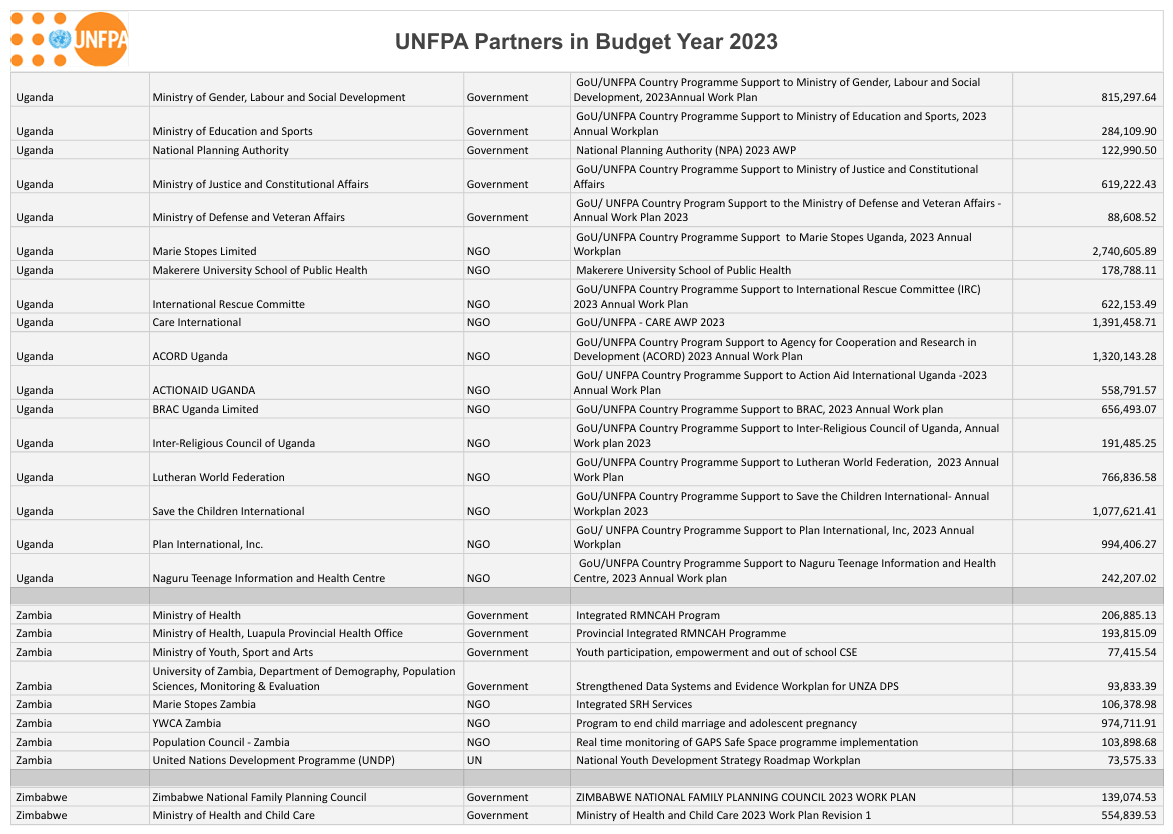 UNFPA
UNFPA Partners in Budget Year 2023
Uganda Ministry of Gender, Labour and Social Development Government GoU/UNFPA Country Programme Support to Ministry of Gender, Labour and Social
Development, 2023Annual Work Plan 815,297.64
Uganda Ministry of Education and Sports Government GoU/UNFPA Country Programme Support to Ministry of Education and Sports, 2023
Annual Workplan 284,109.90
Uganda National Planning Authority Government National Planning Authority (NPA) 2023 AWP 122,990.50
Uganda Ministry of Justice and Constitutional Affairs Government GoU/UNFPA Country Programme Support to Ministry of Justice and Constitutional
Affairs 619,222.43
Uganda Ministry of Defense and Veteran Affairs Government GoU/ UNFPA Country Program Support to the Ministry of Defense and Veteran Affairs -
Annual Work Plan 2023 88,608.52
Uganda Marie Stopes Limited NGO GoU/UNFPA Country Programme Support  to Marie Stopes Uganda, 2023 Annual
Workplan 2,740,605.89
Uganda Makerere University School of Public Health NGO Makerere University School of Public Health 178,788.11
Uganda International Rescue Committe NGO GoU/UNFPA Country Programme Support to International Rescue Committee (IRC)
2023 Annual Work Plan 622,153.49
Uganda Care International NGO GoU/UNFPA - CARE AWP 2023 1,391,458.71
Uganda ACORD Uganda NGO GoU/UNFPA Country Program Support to Agency for Cooperation and Research in
Development (ACORD) 2023 Annual Work Plan 1,320,143.28
Uganda ACTIONAID UGANDA NGO GoU/ UNFPA Country Programme Support to Action Aid International Uganda -2023
Annual Work Plan 558,791.57
Uganda BRAC Uganda Limited NGO GoU/UNFPA Country Programme Support to BRAC, 2023 Annual Work plan 656,493.07
Uganda Inter-Religious Council of Uganda NGO GoU/UNFPA Country Programme Support to Inter-Religious Council of Uganda, Annual
Work plan 2023 191,485.25
Uganda Lutheran World Federation NGO GoU/UNFPA Country Programme Support to Lutheran World Federation,  2023 Annual
Work Plan 766,836.58
Uganda Save the Children International NGO GoU/UNFPA Country Programme Support to Save the Children International- Annual
Workplan 2023 1,077,621.41
Uganda Plan International, Inc. NGO GoU/ UNFPA Country Programme Support to Plan International, Inc, 2023 Annual
Workplan 994,406.27
Uganda Naguru Teenage Information and Health Centre NGO GoU/UNFPA Country Programme Support to Naguru Teenage Information and Health
Centre, 2023 Annual Work plan 242,207.02
Zambia Ministry of Health Government Integrated RMNCAH Program 206,885.13
Zambia Ministry of Health, Luapula Provincial Health Office Government Provincial Integrated RMNCAH Programme 193,815.09
Zambia Ministry of Youth, Sport and Arts Government Youth participation, empowerment and out of school CSE 77,415.54
University of Zambia, Department of Demography, Population
Zambia Sciences, Monitoring & Evaluation Government Strengthened Data Systems and Evidence Workplan for UNZA DPS 93,833.39
Zambia Marie Stopes Zambia NGO Integrated SRH Services 106,378.98
Zambia YWCA Zambia NGO Program to end child marriage and adolescent pregnancy 974,711.91
Zambia Population Council - Zambia NGO Real time monitoring of GAPS Safe Space programme implementation 103,898.68
Zambia United Nations Development Programme (UNDP) UN National Youth Development Strategy Roadmap Workplan 73,575.33
Zimbabwe Zimbabwe National Family Planning Council Government ZIMBABWE NATIONAL FAMILY PLANNING COUNCIL 2023 WORK PLAN 139,074.53
Zimbabwe Ministry of Health and Child Care Government Ministry of Health and Child Care 2023 Work Plan Revision 1 554,839.53